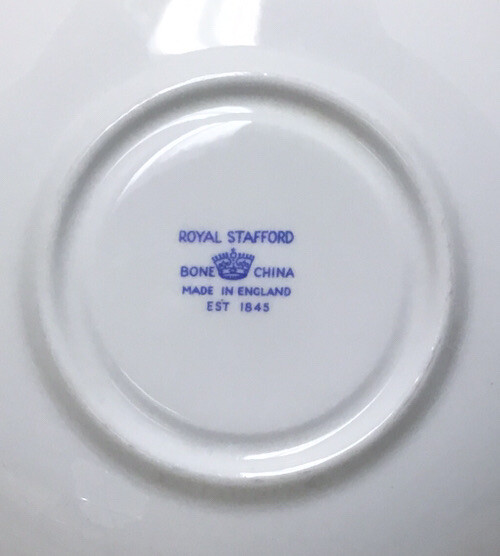 ROYAL STAFFORD
BONE CHINA
MADE IN ENGLAND
EST 1845